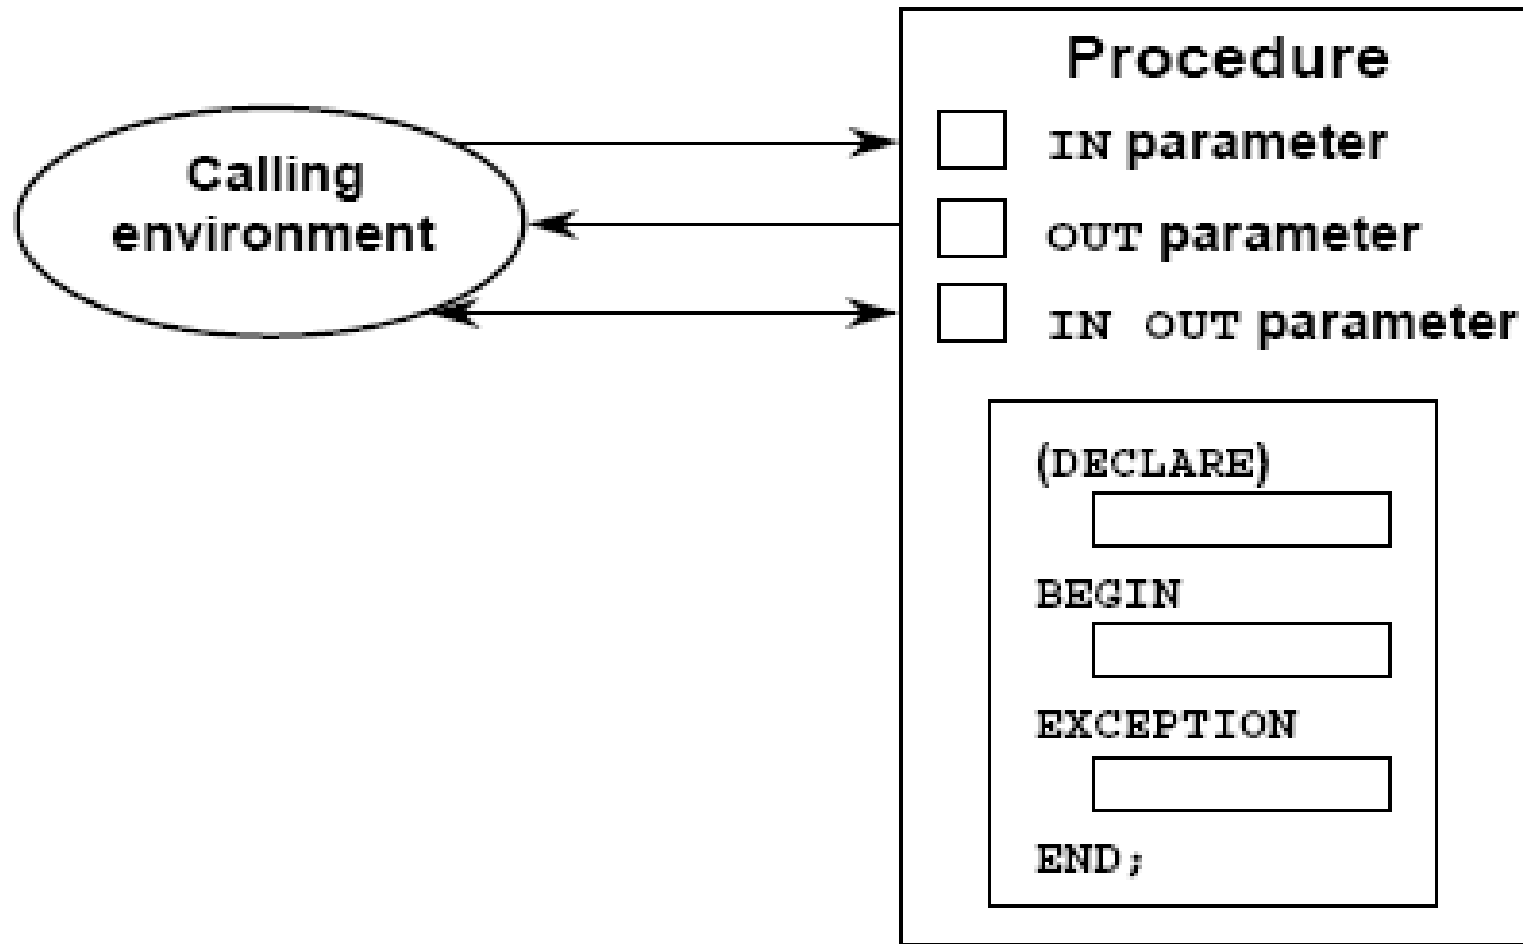 Procedure
Calling
environment
IN parameter
OUT parameter
IN OUT parameter
(DECLARE)
BEGIN
EXCEPTION
END;